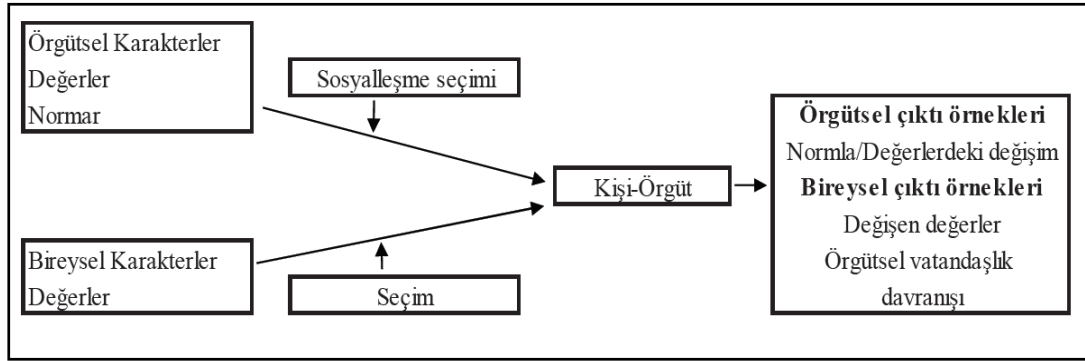 Örgütsel Karakterler
Değerler
Normar
Sosyalleşme seçimi
Kişi-Örgüt
Bireysel Karakterler
Değerler
Seçim
Örgütsel çıktı örnekleri
Normla/Değerlerdeki değişim
Bireysel çıktı örnekleri
Değişen değerler
Örgütsel vatandaşlık
davranışı